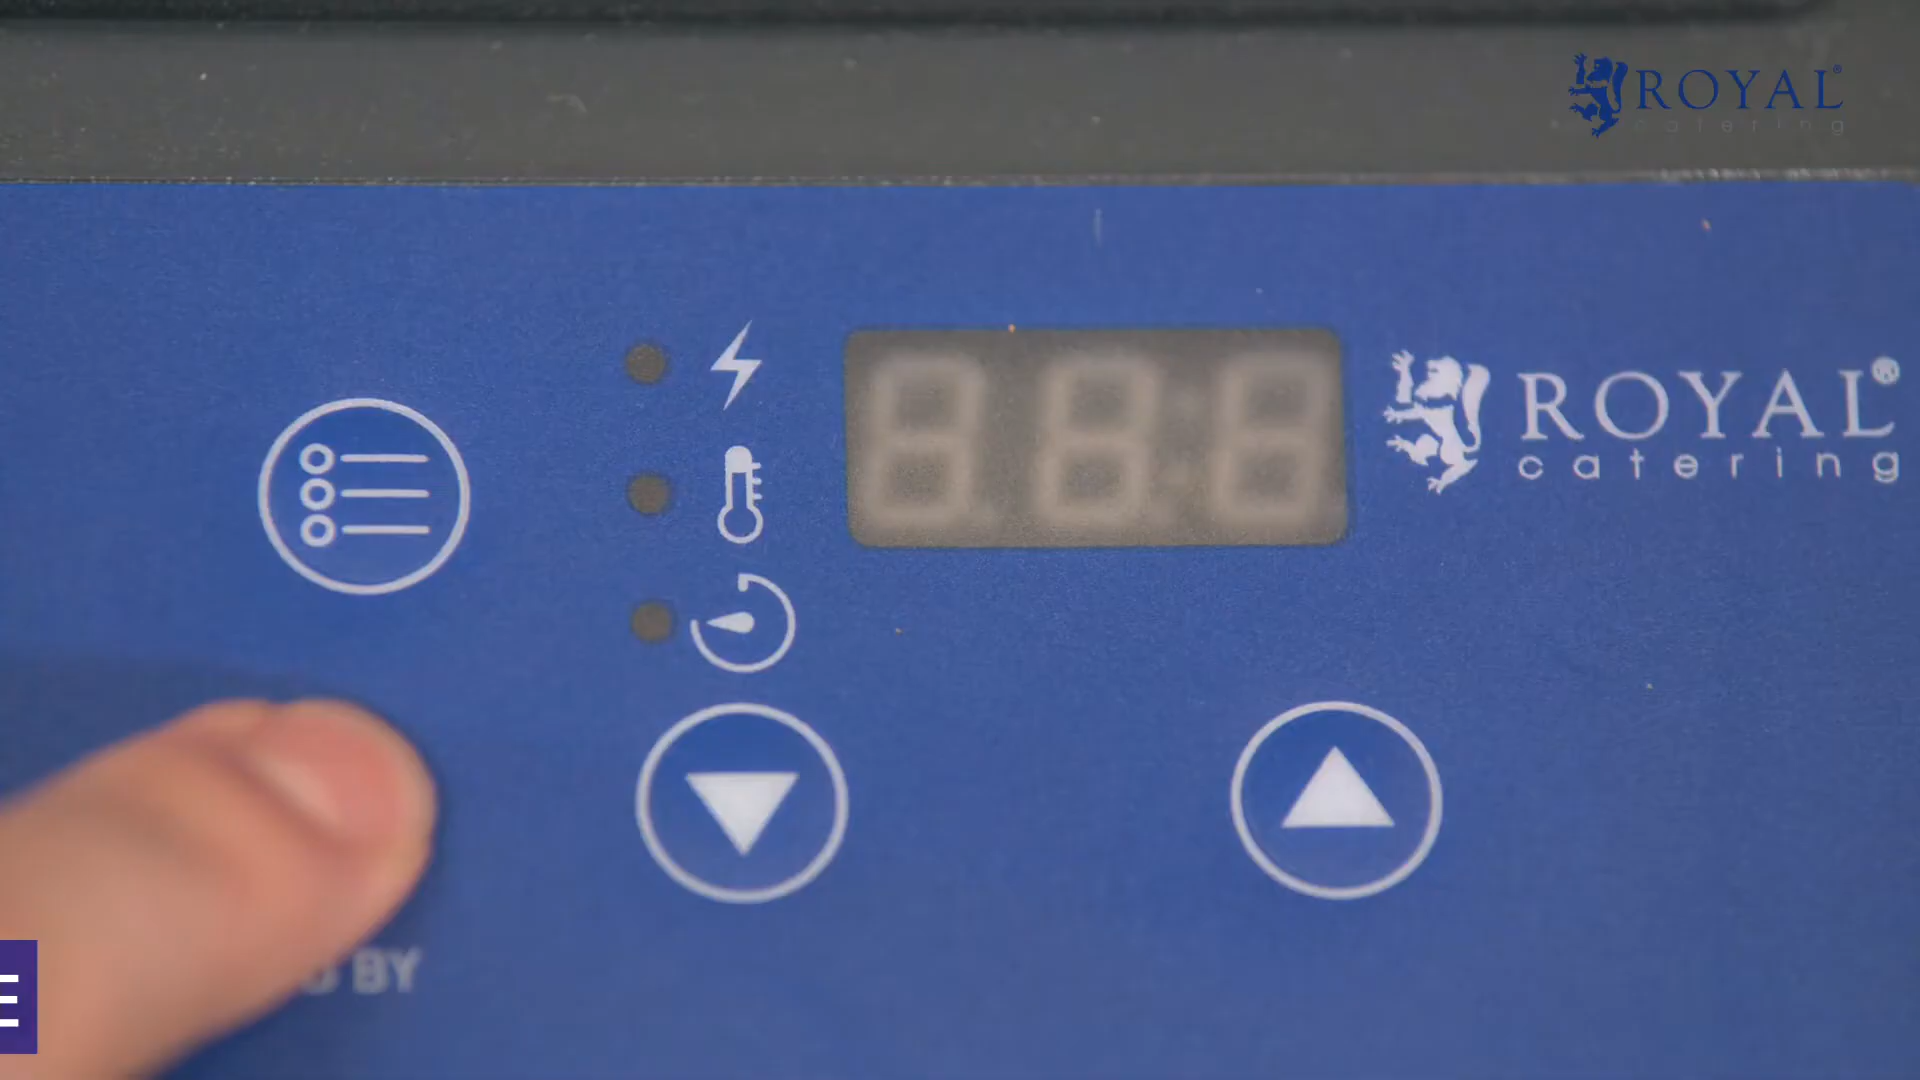 ROYAL®
catering
ROYAL®
catering
BY
E